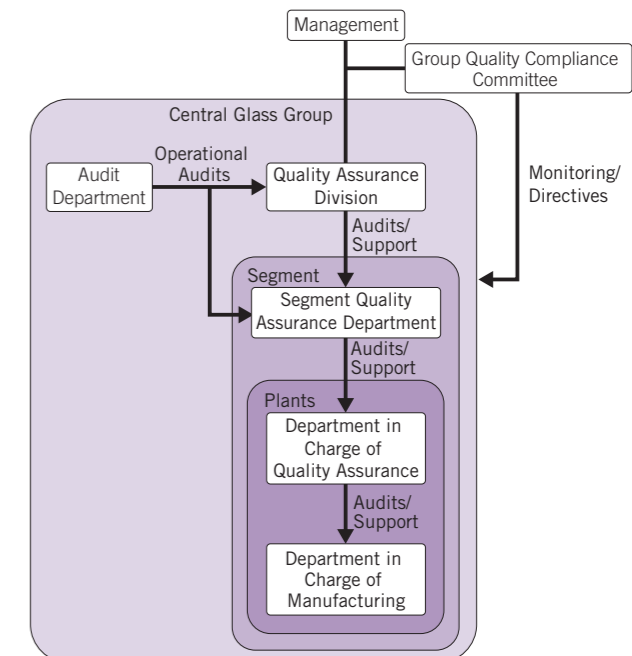 Management
Group Quality Compliance
Committee
Central Glass Group
Operational
Audits
Audit
Department
Quality Assurance
Division
Monitoring/
Directives
Audits/
Support
Segment
Segment Quality
Assurance Department
Audits/
Support
Plants
Department in
Charge of
Quality Assurance
Audits/
Support
Department in
Charge of
Manufacturing